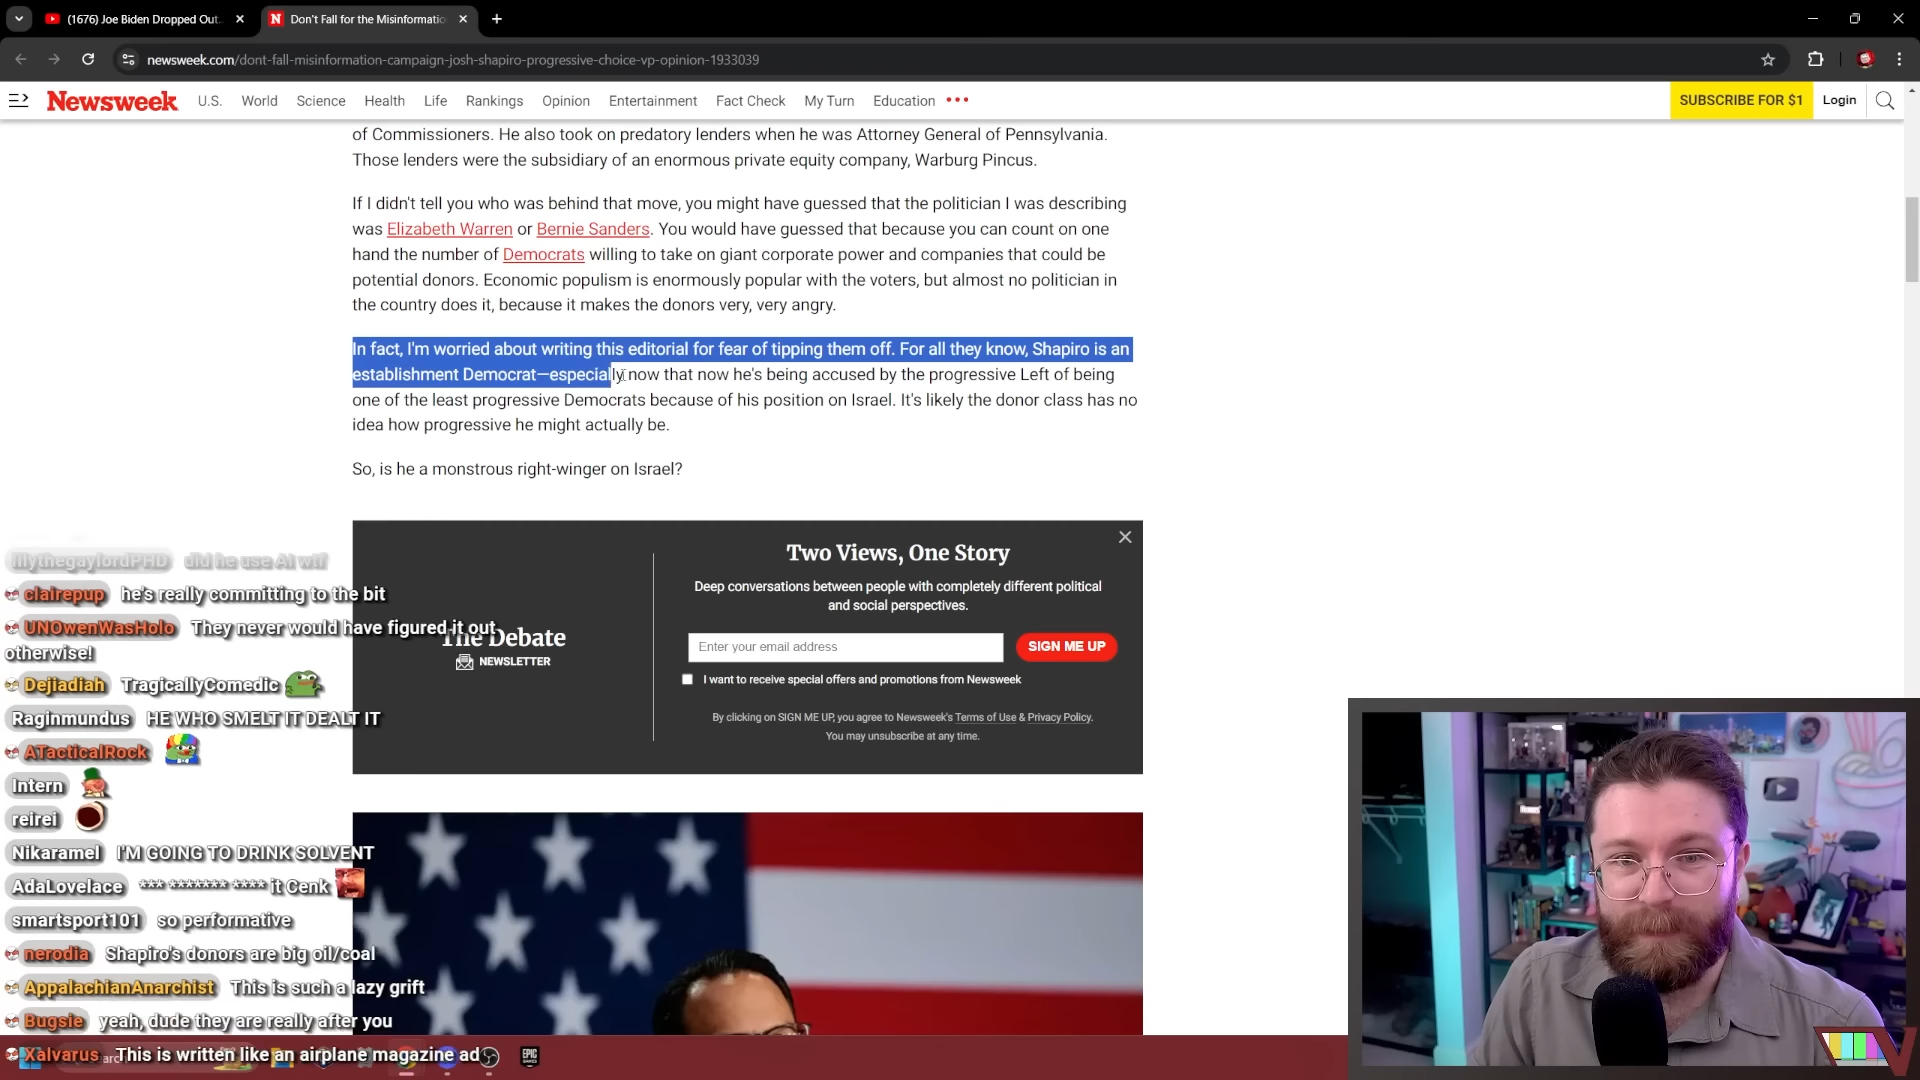 (1676) Joe Biden Dropped Out.
Don't Fall for the Misinformatio
newsweek.com/dont-fall-misinformation-campaign-josh-shapiro-progressive-choice-vp-opinion-1933039
Newsweek
U.S. World Science Health Life Rankings Opinion Entertainment Fact Check My Turn Education
SUBSCRIBE FOR $1 Login
of Commissioners. He also took on predatory lenders when he was Attorney General of Pennsylvania.
Those lenders were the subsidiary of an enormous private equity company, Warburg Pincus.
If I didn't tell you who was behind that move, you might have guessed that the politician I was describing
was Elizabeth Warren or Bernie Sanders. You would have guessed that because you can count on one
hand the number of Democrats willing to take on giant corporate power and companies that could be
potential donors. Economic populism is enormously popular with the voters, but almost no politician in
the country does it, because it makes the donors very, very angry.
In fact, I'm worried about writing this editorial for fear of tipping them off. For all they know, Shapiro is an
establishment Democrat—especially now that now he's being accused by the progressive Left of being
one of the least progressive Democrats because of his position on Israel. It's likely the donor class has no
idea how progressive he might actually be.
So, is he a monstrous right-winger on Israel?
The Debate
NEWSLETTER
Two Views, One Story
Deep conversations between people with completely different political
and social perspectives.
Enter your email address
SIGN ME UP
I want to receive special offers and promotions from Newsweek
By clicking on SIGN ME UP, you agree to Newsweek's Terms of Use & Privacy Policy.
You may unsubscribe at any time.
lilythegaylordPHD did he use AI wtf
clairepup he's really committing to the bit
UNOwenWasHolo They never would have figured it out
otherwise!
Dejiadiah TragicallyComedic
Raginmundus HE WHO SMELT IT DEALT IT
ATacticalRock
Intern
reirei
Nikaramel I'M GOING TO DRINK SOLVENT
AdaLovelace *** ******* **** it Cenk
smartsport101 so performative
nerodia Shapiro's donors are big oil/coal
AppalachianAnarchist This is such a lazy grift
Bugsie yeah, dude they are really after you
Xalvarus This is written like an airplane magazine ad
EPIC